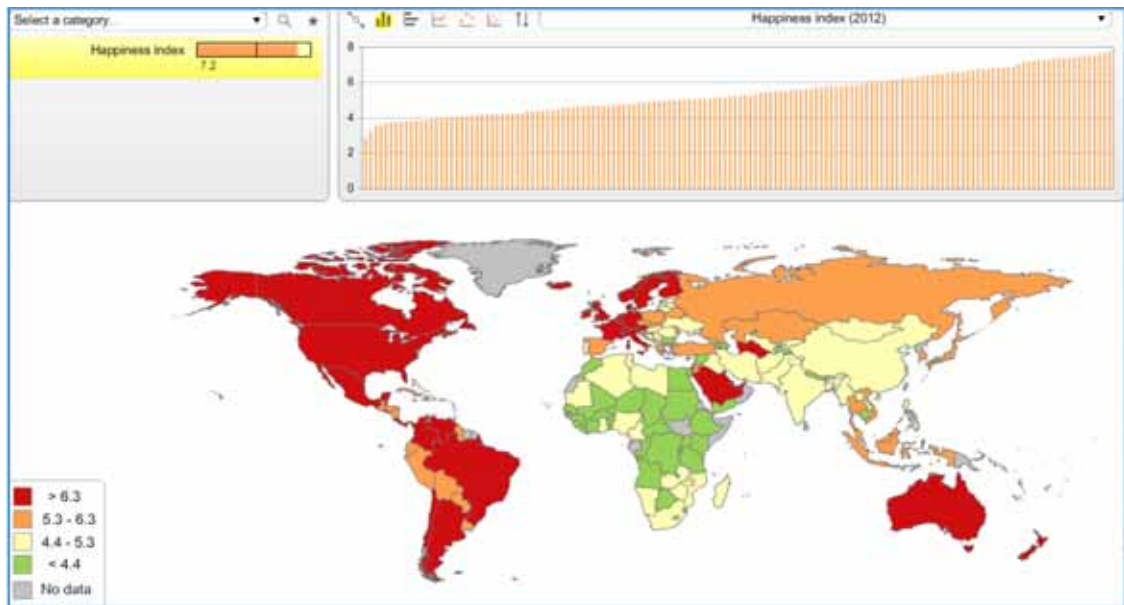 Select a category...
Happiness index
7.2
Happiness index (2012)
8
6
4
2
0
> 6.3
5.3 - 6.3
4.4 - 5.3
< 4.4
No data